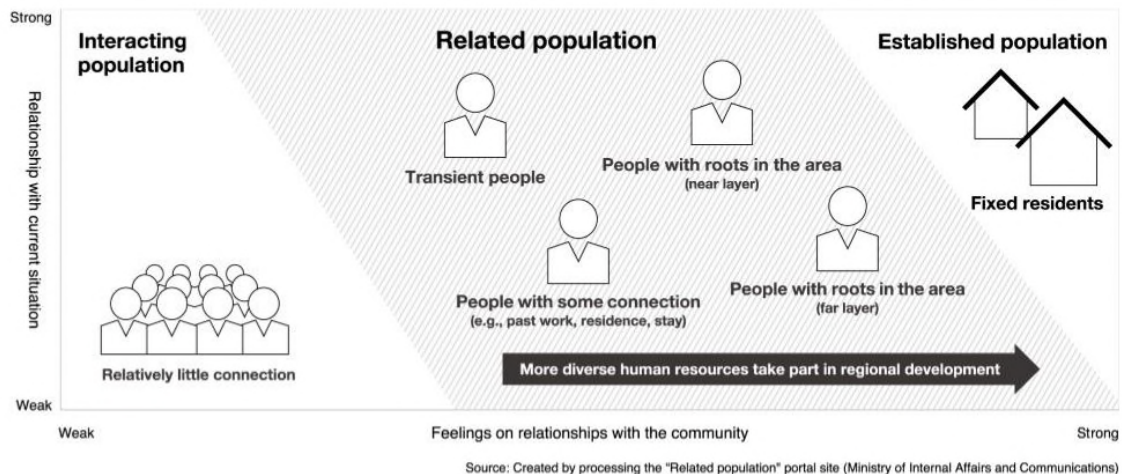 Strong
Interacting
population
Related population
Established population
Relationship with current situation
Transient people
People with roots in the area
(near layer)
Fixed residents
People with some connection
(e.g., past work, residence, stay)
People with roots in the area
(far layer)
Relatively little connection
More diverse human resources take part in regional development
Weak
Weak
Feelings on relationships with the community
Strong
Source: Created by processing the "Related population" portal site (Ministry of Internal Affairs and Communications)